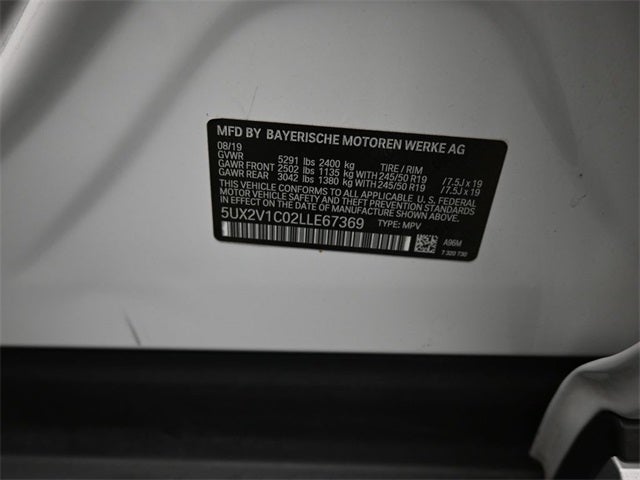 MFD BY BAYERISCHE MOTOREN WERKE AG
08/19
GVWR 5291 lbs 2400 kg TIRE / RIM
GAWR FRONT 2502 lbs 1135 kg WITH 245/50 R19 /7.5J x 19
GAWR REAR 3042 lbs 1380 kg WITH 245/50 R19 /7.5J x 19
THIS VEHICLE CONFORMS TO ALL APPLICABLE U. S. FEDERAL
MOTOR VEHICLE SAFETY AND THEFT PREVENTION STANDARDS
IN EFFECT ON THE DATE OF MANUFACTURE SHOWN ABOVE.
5UX2V1C02LLE67369 TYPE: MPV
A96M
7 320 730